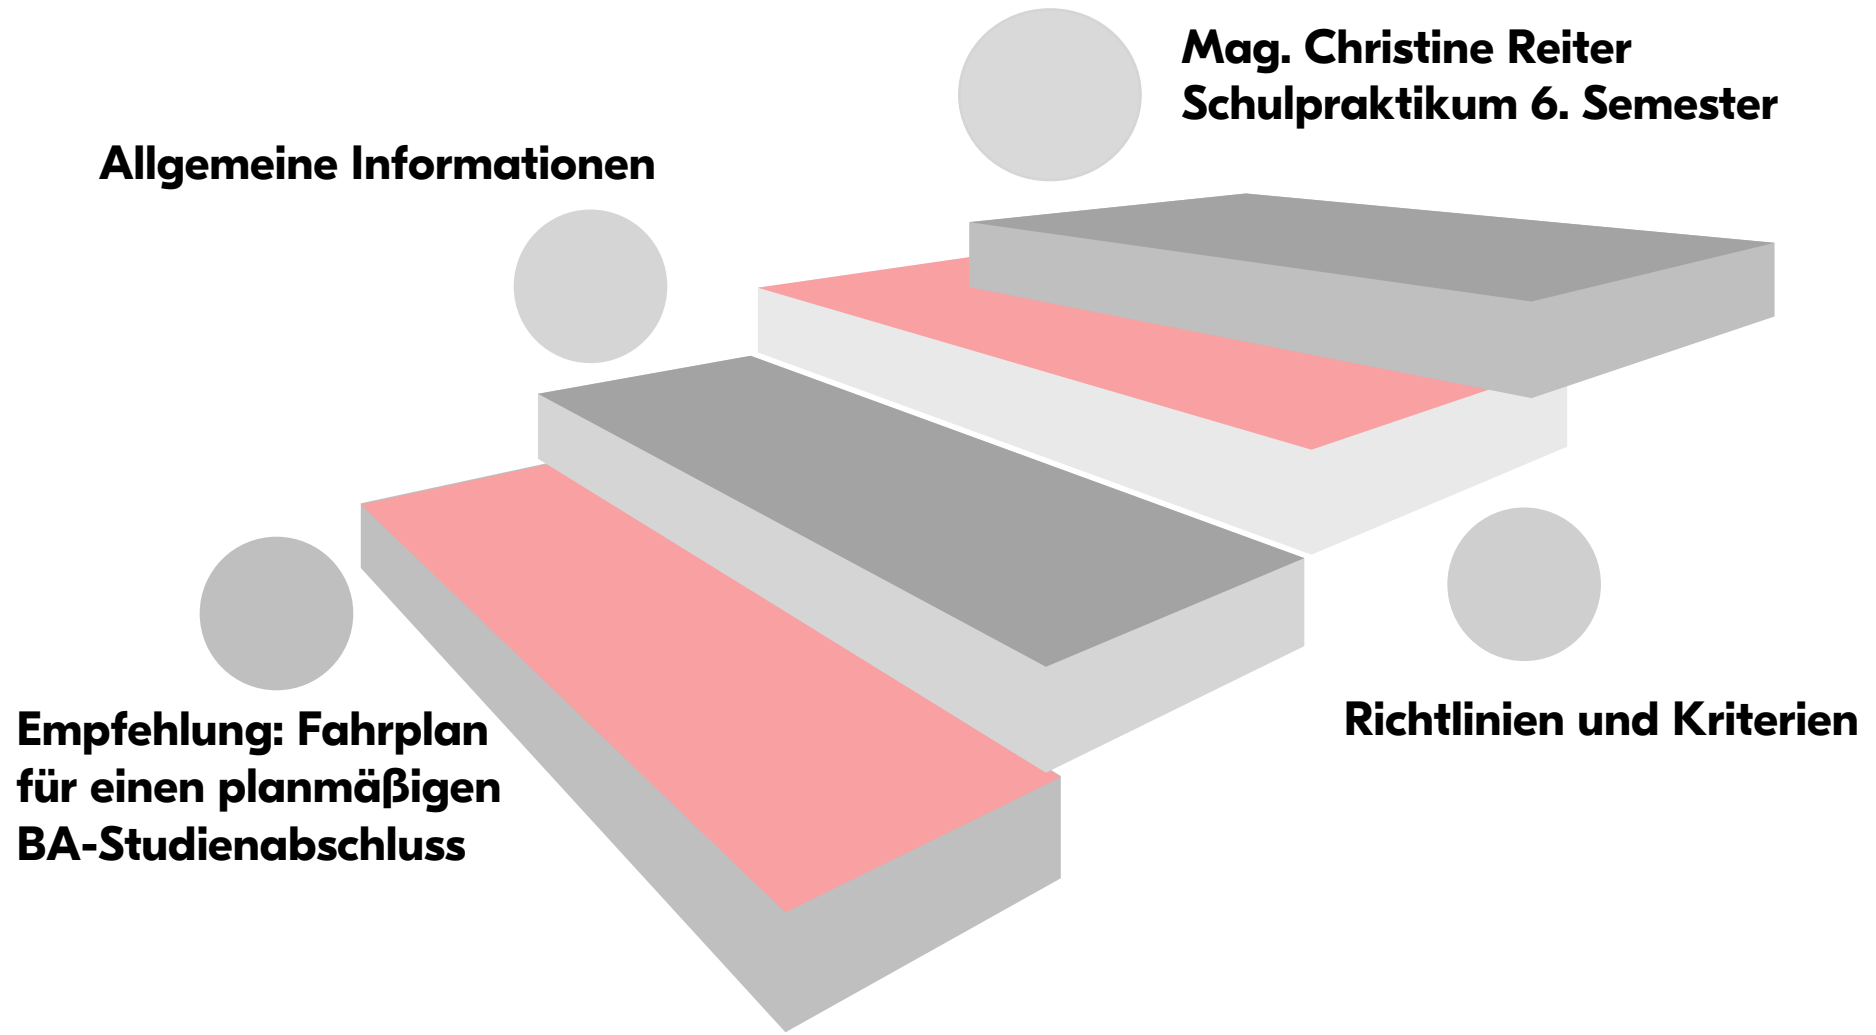 Mag. Christine Reiter
Schulpraktikum 6. Semester
Allgemeine Informationen
Empfehlung: Fahrplan
für einen planmäßigen
BA-Studienabschluss
Richtlinien und Kriterien